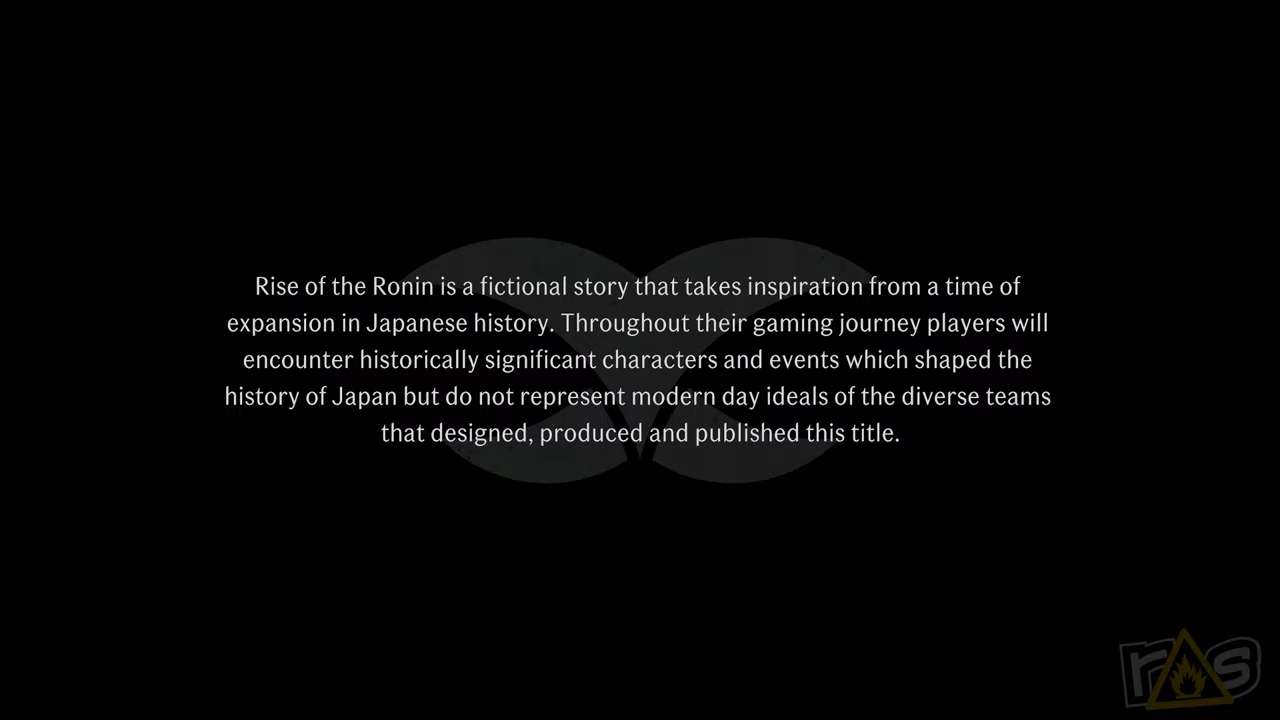 Rise of the Ronin is a fictional story that takes inspiration from a time of
expansion in Japanese history. Throughout their gaming journey players will
encounter historically significant characters and events which shaped the
history of Japan but do not represent modern day ideals of the diverse teams
that designed, produced and published this title.
ras